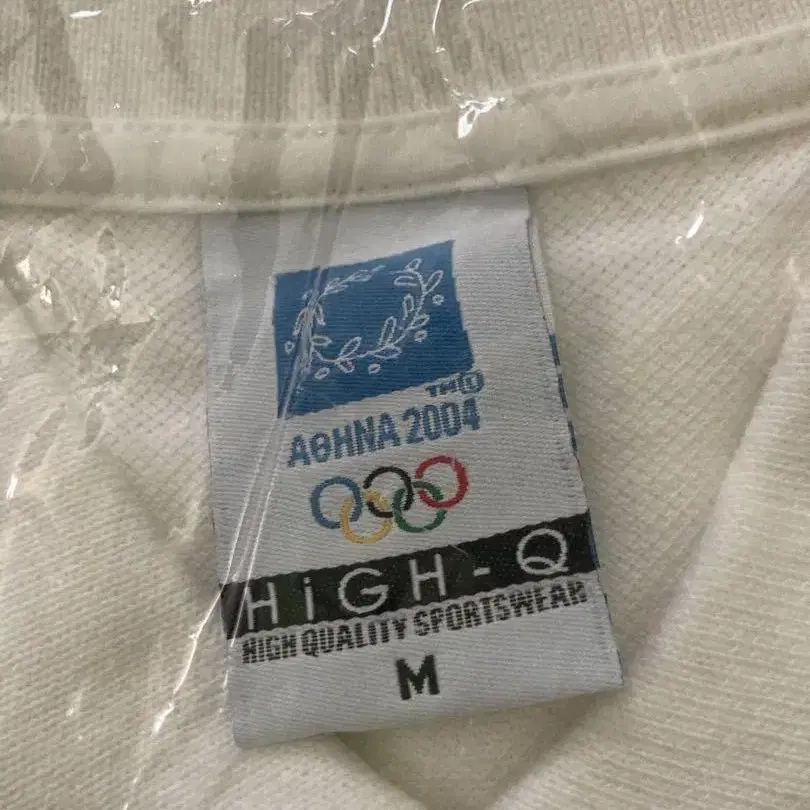 TM©
ΑΘΗΝΑ 2004
HiGH-Q
HIGH QUALITY SPORTSWEAR
M